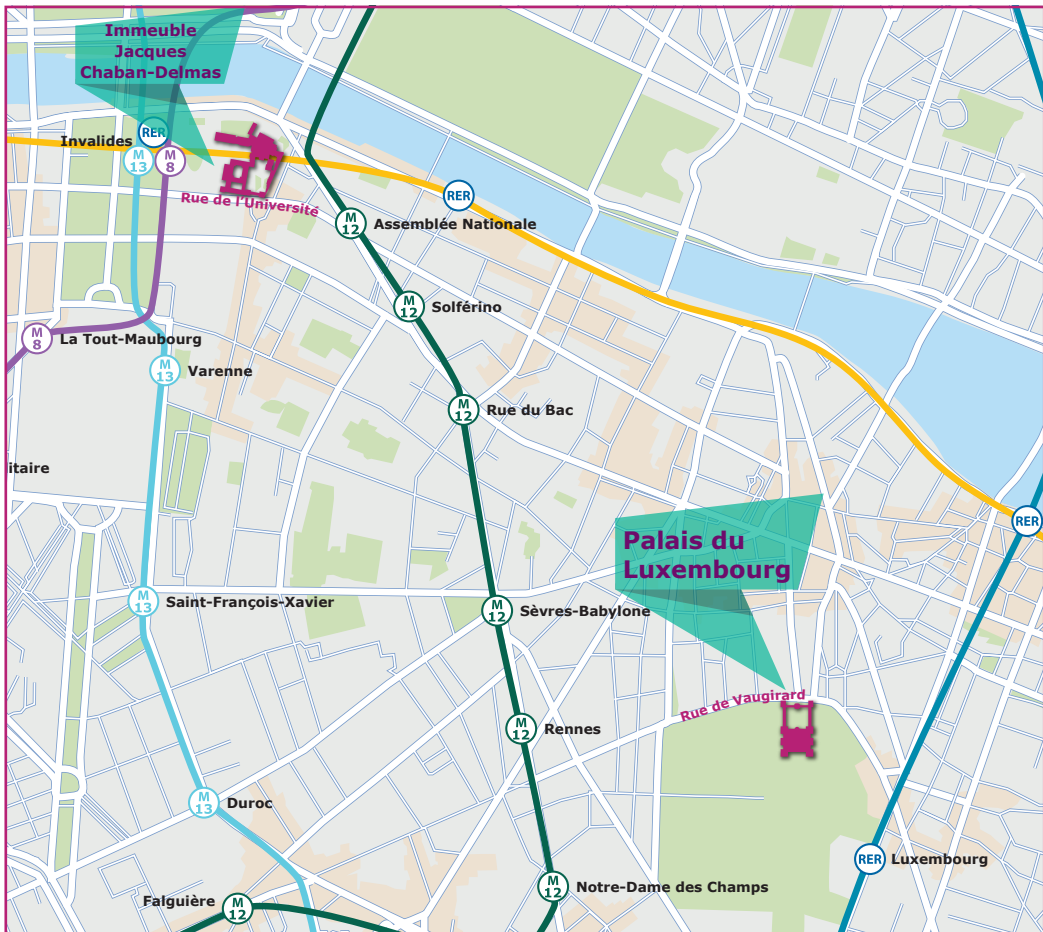 Immeuble
Jacques
Chaban-Delmas
RER
Invalides
M
13
M
8
Rue de l'Université
RER
M
12
Assemblée Nationale
M
12
Solférino
M
8
La Tout-Maubourg
M
13
Varenne
M
12
Rue du Bac
itaire
RER
Palais du
Luxembourg
M
13
Saint-François-Xavier
M
12
Sèvres-Babylone
Rue de Vaugirard
M
12
Rennes
M
13
Duroc
RER
Luxembourg
M
12
Notre-Dame des Champs
Falguière
M
12